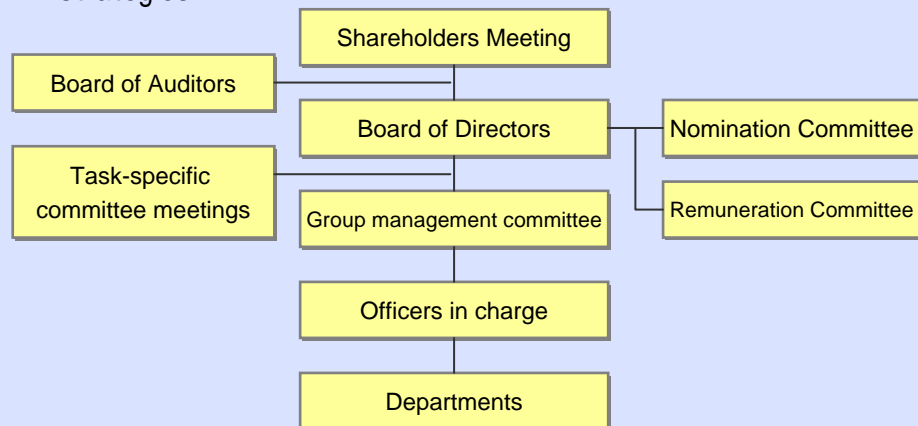 strategies
Shareholders Meeting
Board of Auditors
Board of Directors
Nomination Committee
Task-specific
committee meetings
Remuneration Committee
Group management committee
Officers in charge
Departments